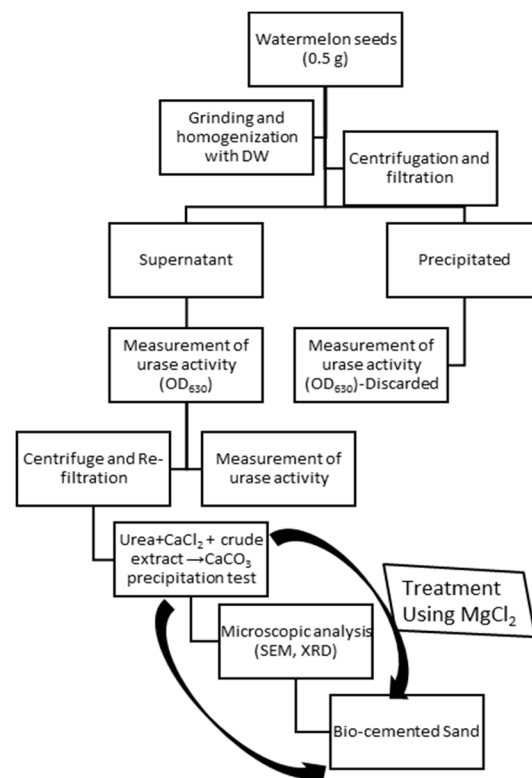 Watermelon seeds
(0.5 g)
Grinding and
homogenization
with DW
Centrifugation and
filtration
Supernatant
Precipitated
Measurement of
urase activity
(OD₆₃₀)
Measurement of
urase activity
(OD₆₃₀)-Discarded
Centrifuge and Re-
filtration
Measurement of
urase activity
Urea+CaCl₂ + crude
extract →CaCO₃
precipitation test
Treatment
Using MgCl₂
Microscopic analysis
(SEM, XRD)
Bio-cemented Sand